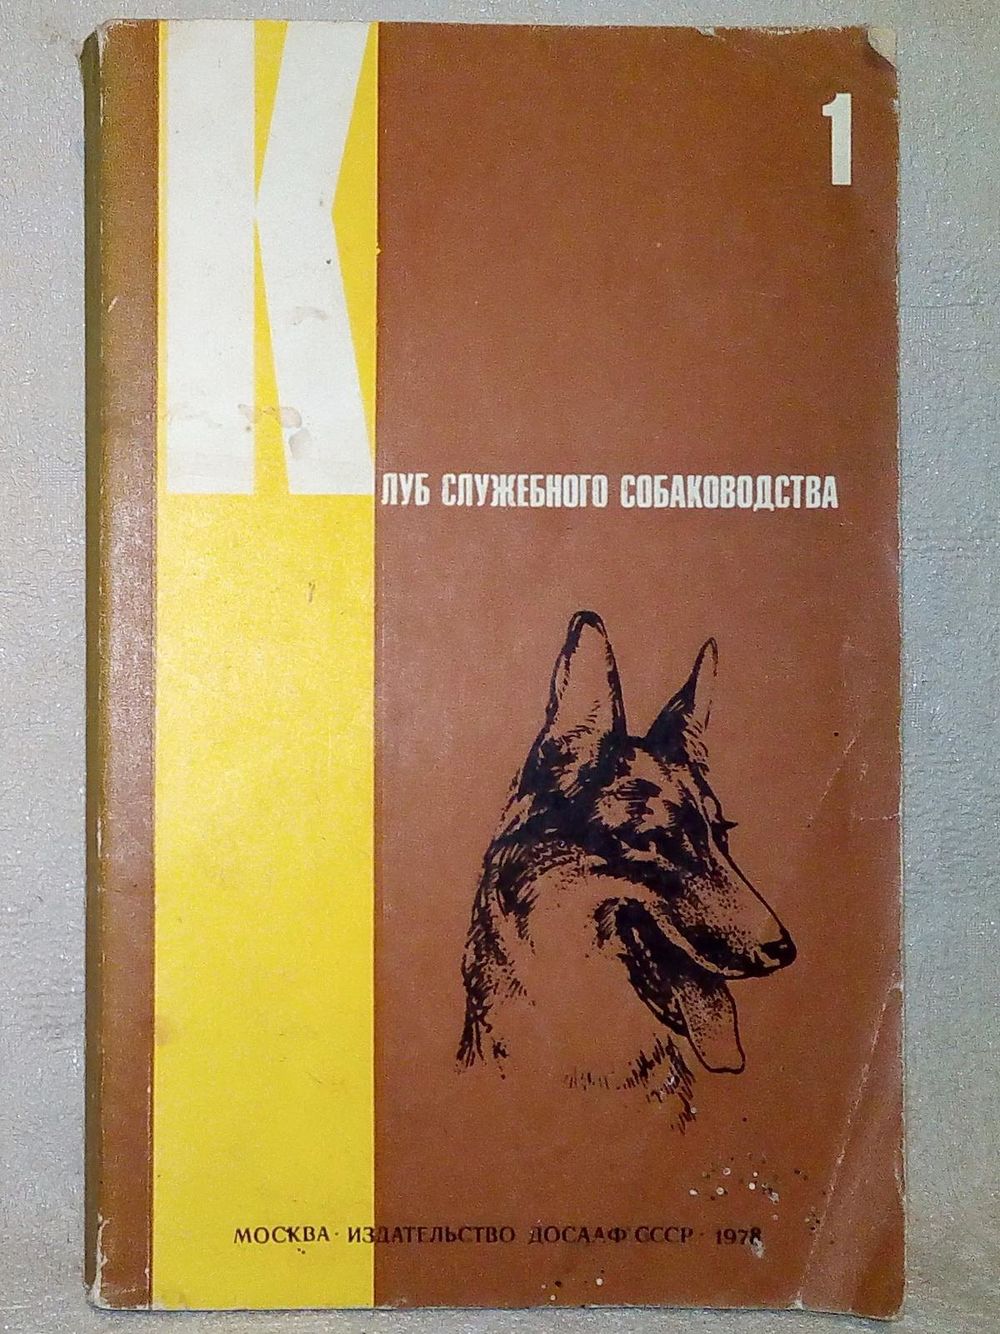 1
КЛУБ СЛУЖЕБНОГО СОБАКОВОДСТВА
МОСКВА · ИЗДАТЕЛЬСТВО ДОСААФ СССР · 1978